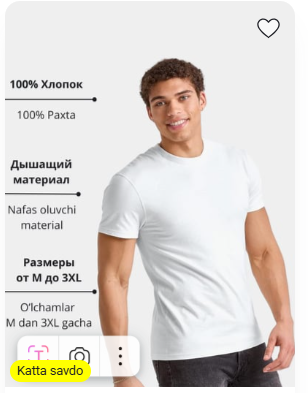 100% Хлопок
100% Paxta
Дышащий
материал
Nafas oluvchi
material
Размеры
от M до 3XL
O'lchamlar
M dan 3XL gacha
T
Katta savdo